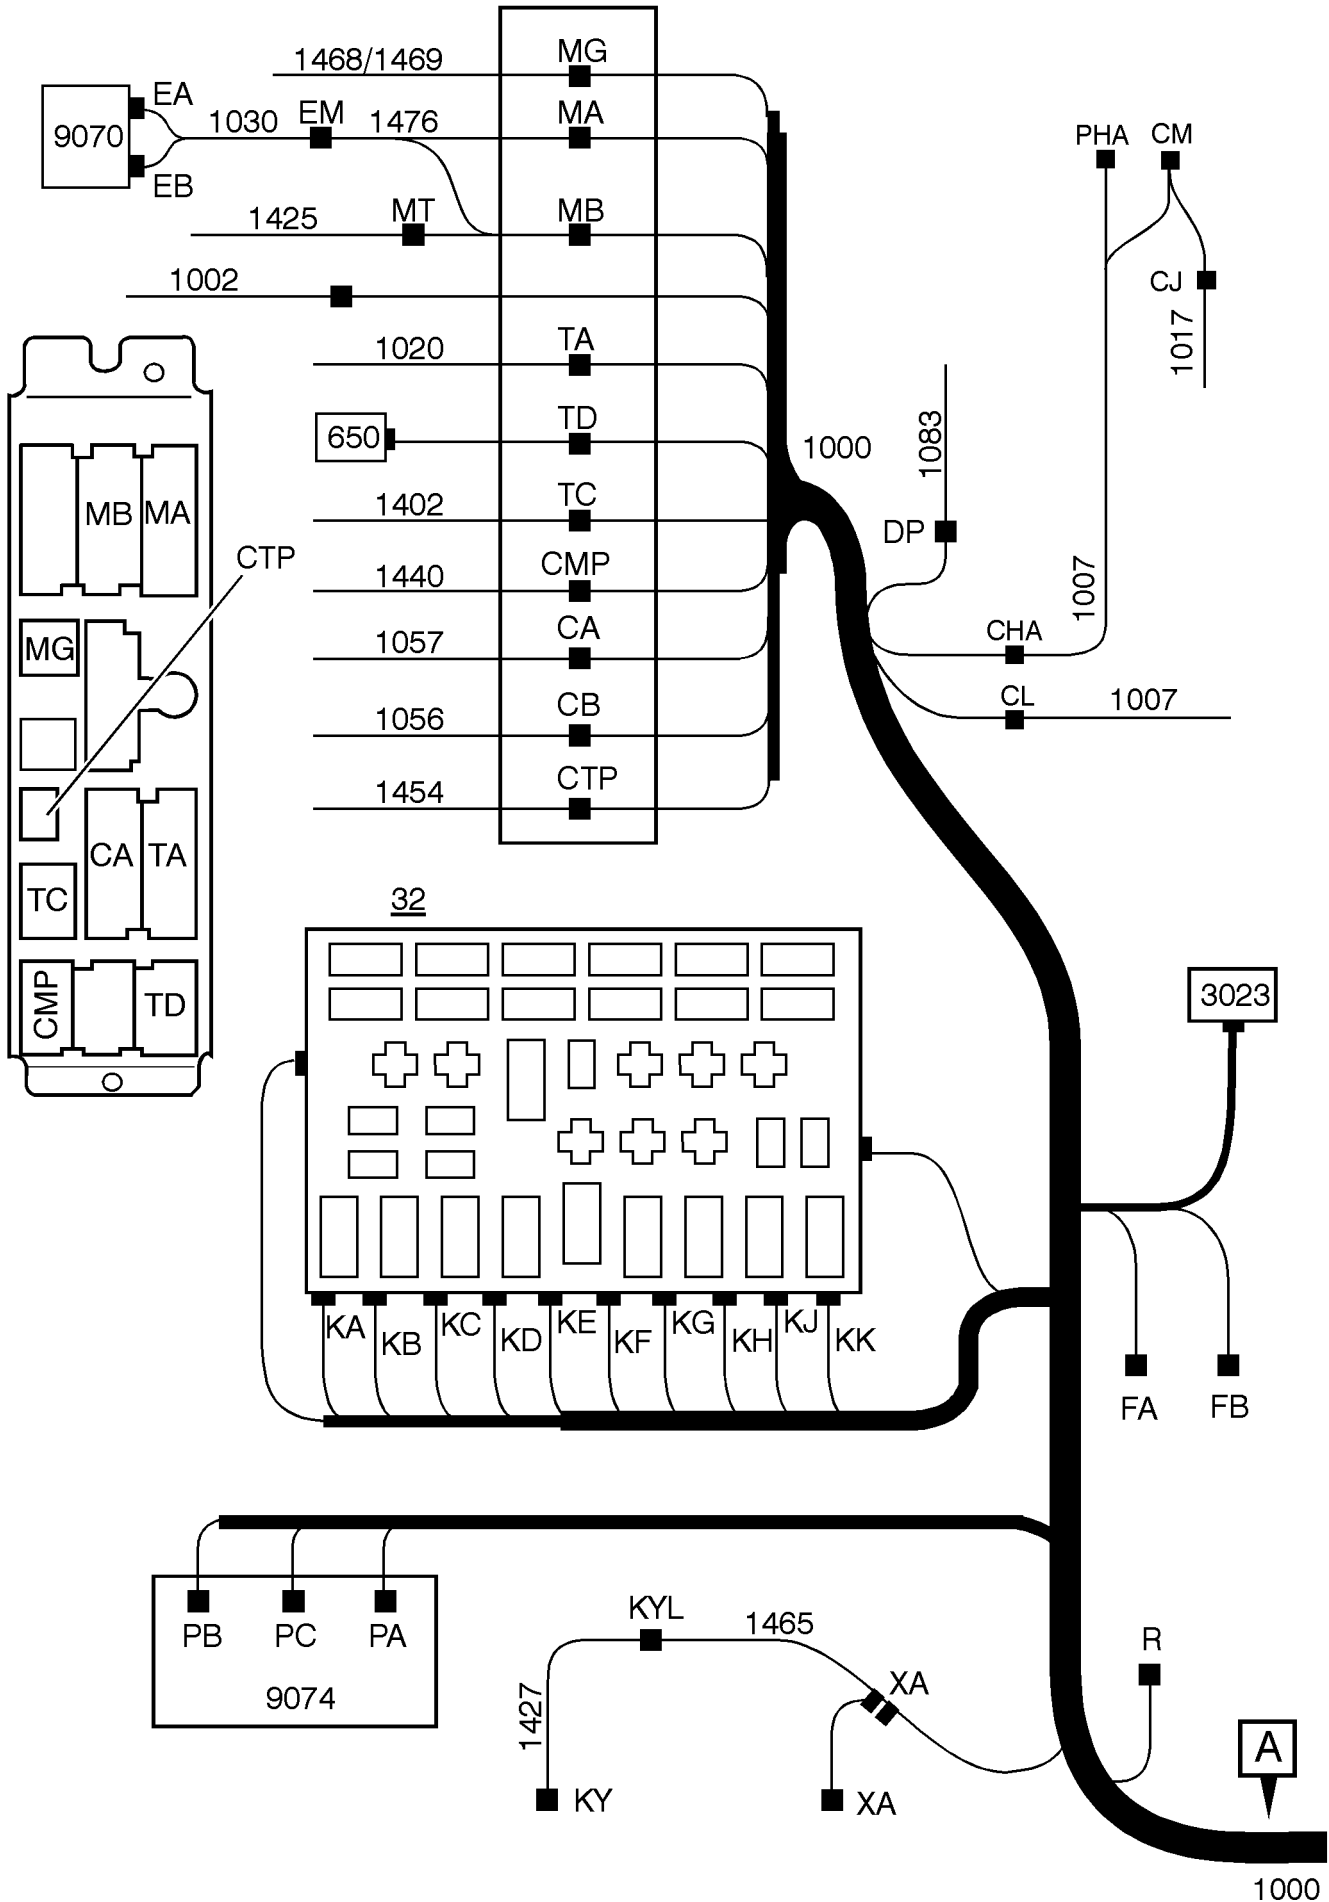 MG
1468/1469
EA
9070
1030
EM
1476
MA
EB
PHA
CM
1425
MT
MB
1002
CJ
1017
1020
TA
650
TD
1000
1083
MB
MA
1402
TC
DP
CTP
1440
CMP
1007
MG
1057
CA
CHA
1056
CB
CL
1007
1454
CTP
CA
TA
TC
32
CMP
TD
3023
KA
KB
KC
KD
KE
KF
KG
KH
KJ
KK
FA
FB
PB
PC
PA
9074
KYL
1465
R
XA
1427
KY
XA
A
1000